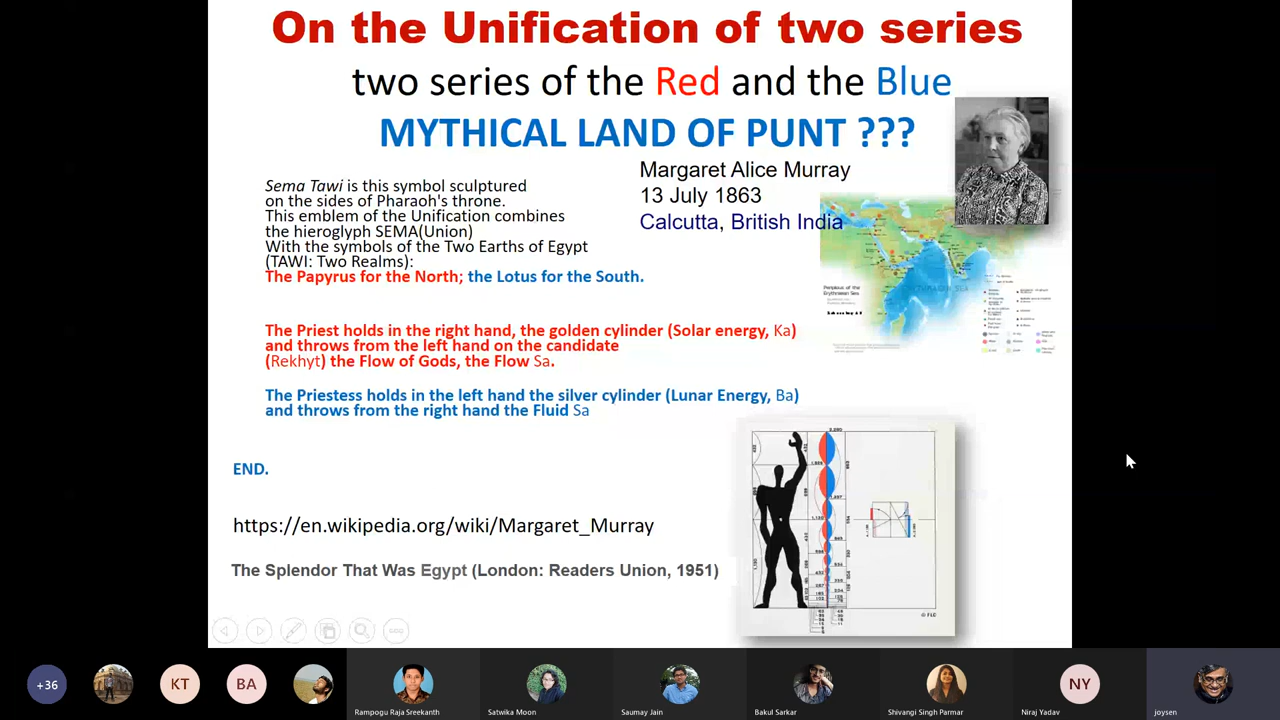 On the Unification of two series
two series of the Red and the Blue
MYTHICAL LAND OF PUNT ???
Margaret Alice Murray
13 July 1863
Calcutta, British India
Sema Tawi is this symbol sculptured
on the sides of Pharaoh's throne.
This emblem of the Unification combines
the hieroglyph SEMA(Union)
With the symbols of the Two Earths of Egypt
(TAWI: Two Realms):
The Papyrus for the North; the Lotus for the South.
Periplus of the
Erythraean Sea
The Priest holds in the right hand, the golden cylinder (Solar energy, Ka)
and throws from the left hand on the candidate
(Rekhyt) the Flow of Gods, the Flow Sa.
The Priestess holds in the left hand the silver cylinder (Lunar Energy, Ba)
and throws from the right hand the Fluid Sa
END.
https://en.wikipedia.org/wiki/Margaret_Murray
The Splendor That Was Egypt (London: Readers Union, 1951)
© FLC
+36
KT
BA
NY
Rampogu Raja Sreekanth
Satwika Moon
Saumay Jain
Bakul Sarkar
Shivangi Singh Parmar
Niraj Yadav
joysen